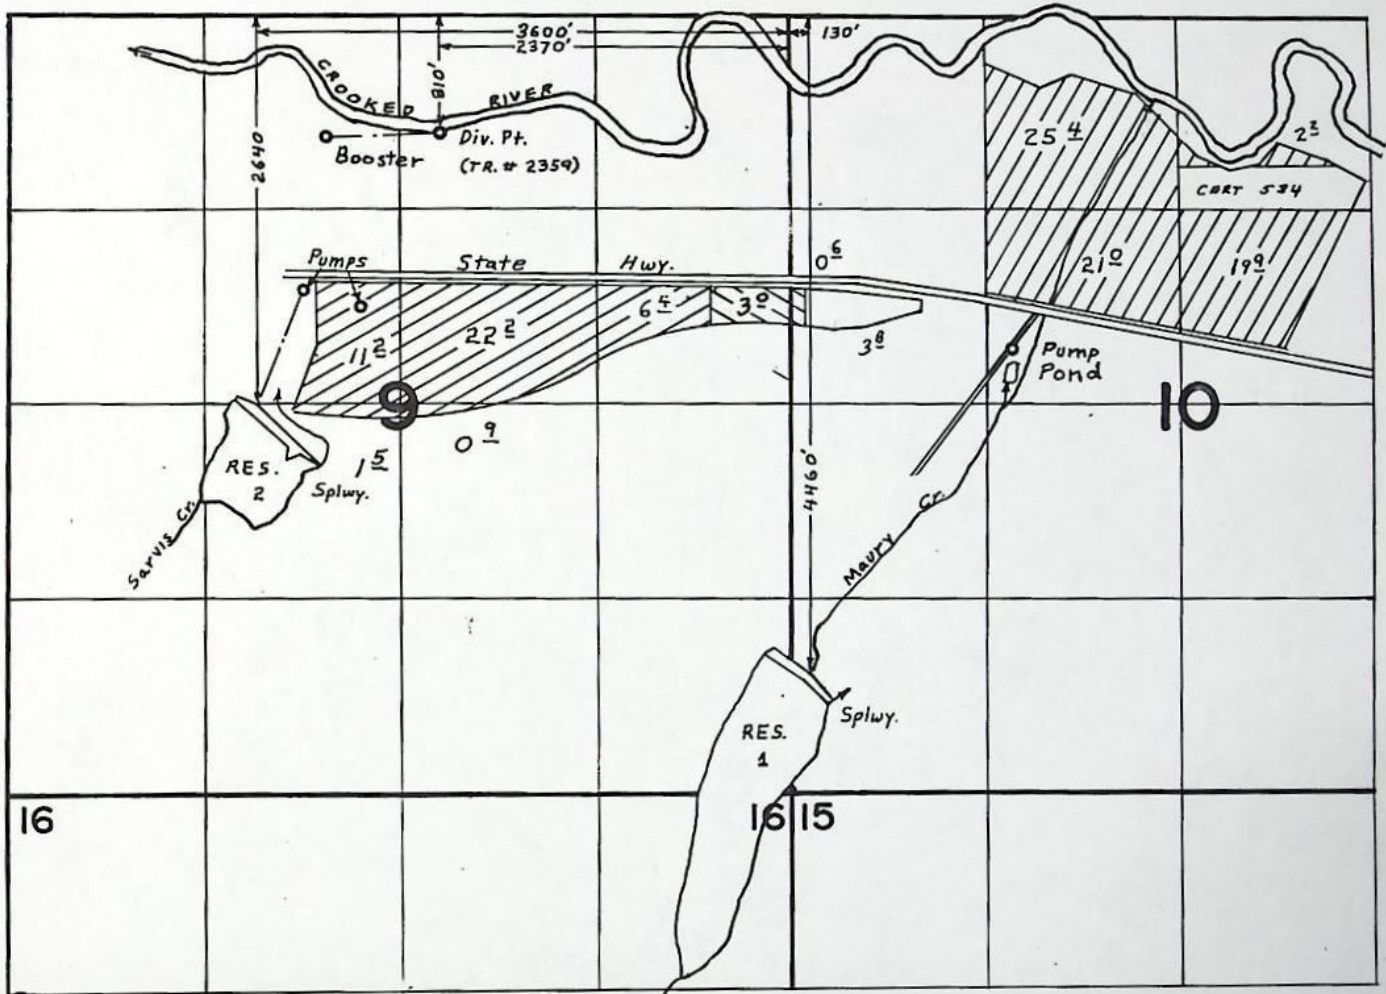 3600'
130'
2370'
810'
2640
CROOKED RIVER
Booster
Div. Pt.
(TR. # 2359)
25 4
2 3
CERT 584
Pumps
State Hwy.
0 6
21 0
19 9
11 2
22 2
6 4
3 0
3 8
Pump
Pond
9
10
0 9
1 5
RES.
2
Splwy.
Sarvis Cr.
4460'
Maury Cr.
RES.
1
Splwy.
16
16
15